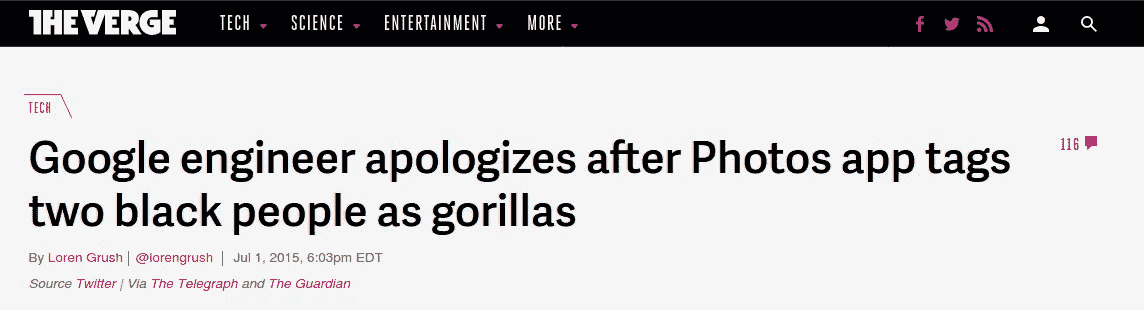 THE VERGE TECH SCIENCE ENTERTAINMENT MORE
TECH
Google engineer apologizes after Photos app tags
116
two black people as gorillas
By Loren Grush | @lorengrush | Jul 1, 2015, 6:03pm EDT
Source Twitter | Via The Telegraph and The Guardian